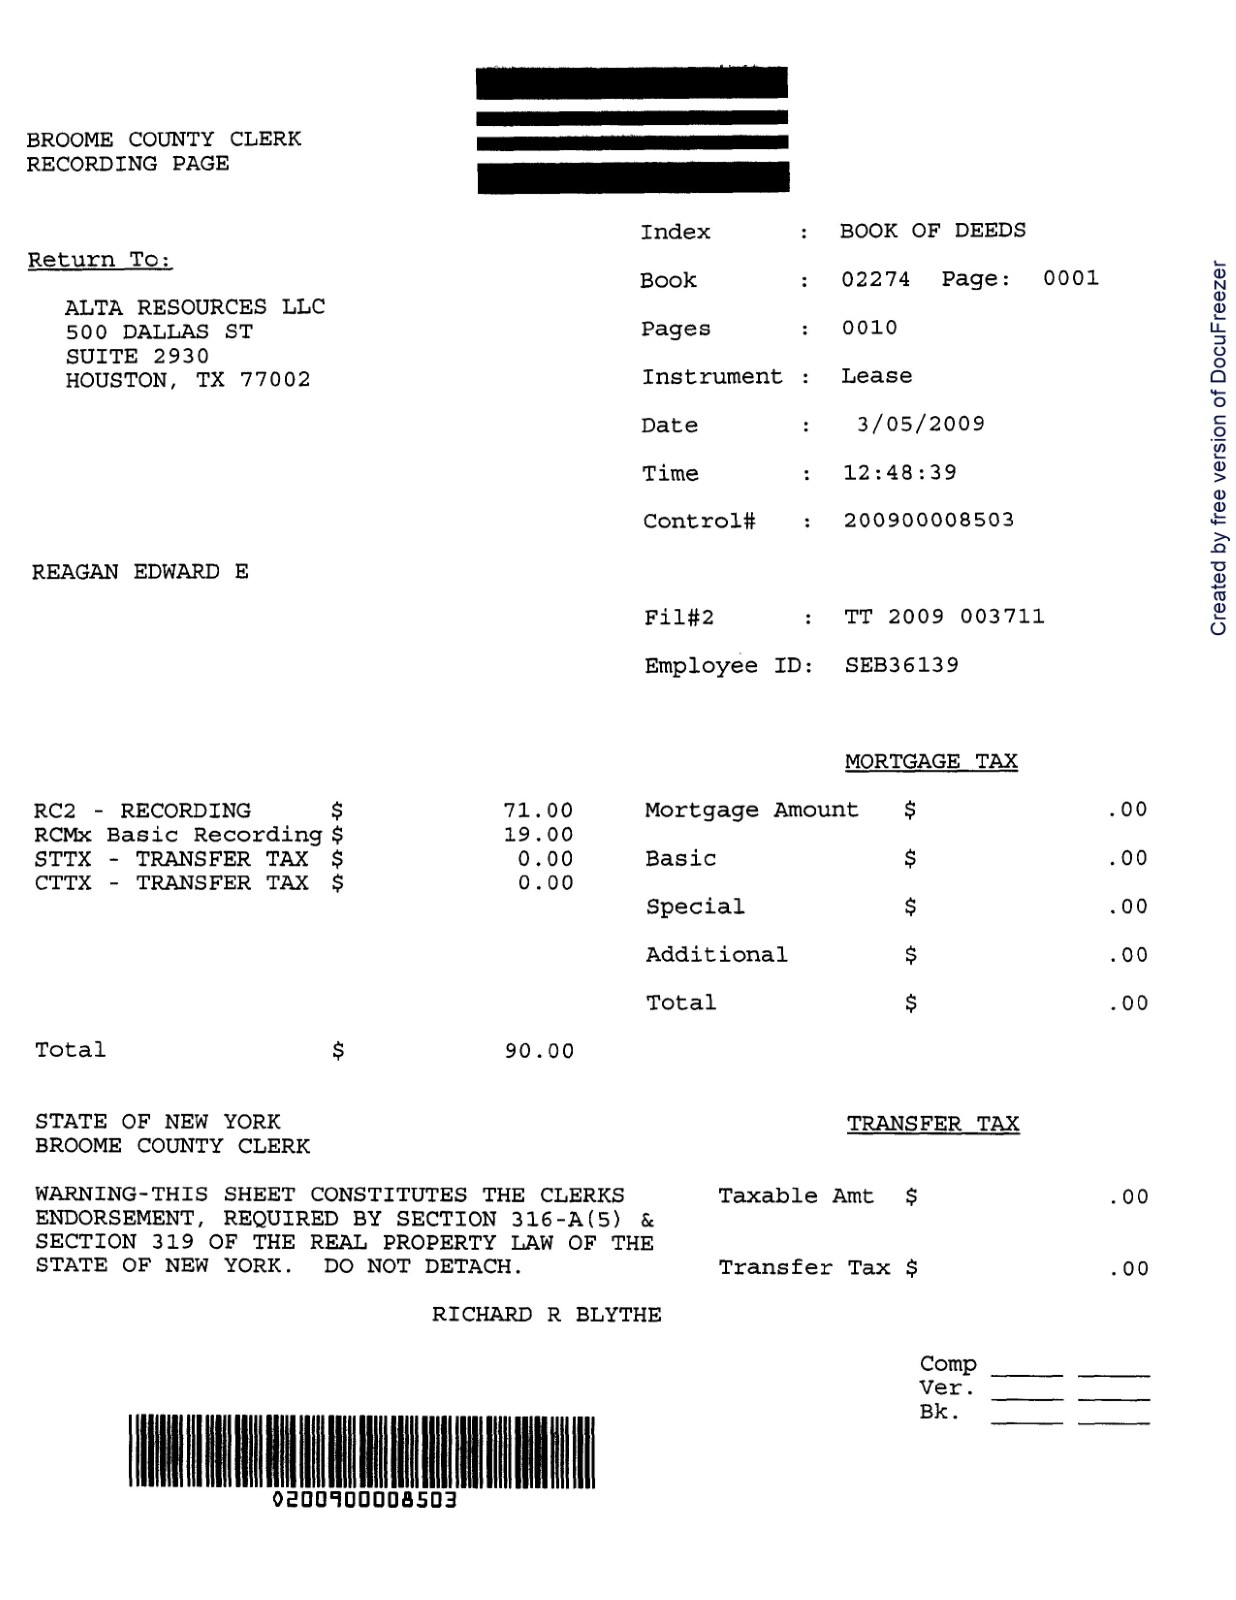 BROOME COUNTY CLERK
RECORDING PAGE
Return To:
ALTA RESOURCES LLC
500 DALLAS ST
SUITE 2930
HOUSTON, TX 77002
Index : BOOK OF DEEDS
Book : 02274 Page: 0001
Pages : 0010
Instrument : Lease
Date : 3/05/2009
Time : 12:48:39
Control# : 200900008503
REAGAN EDWARD E
Fil#2 : TT 2009 003711
Employee ID: SEB36139
RC2 - RECORDING $ 71.00
RCMx Basic Recording $ 19.00
STTX - TRANSFER TAX $ 0.00
CTTX - TRANSFER TAX $ 0.00
Total $ 90.00
MORTGAGE TAX
Mortgage Amount $ .00
Basic $ .00
Special $ .00
Additional $ .00
Total $ .00
STATE OF NEW YORK
BROOME COUNTY CLERK
WARNING-THIS SHEET CONSTITUTES THE CLERKS
ENDORSEMENT, REQUIRED BY SECTION 316-A(5) &
SECTION 319 OF THE REAL PROPERTY LAW OF THE
STATE OF NEW YORK. DO NOT DETACH.
RICHARD R BLYTHE
TRANSFER TAX
Taxable Amt $ .00
Transfer Tax $ .00
Comp
Ver.
Bk.
0200900008503
Created by free version of DocuFreezer